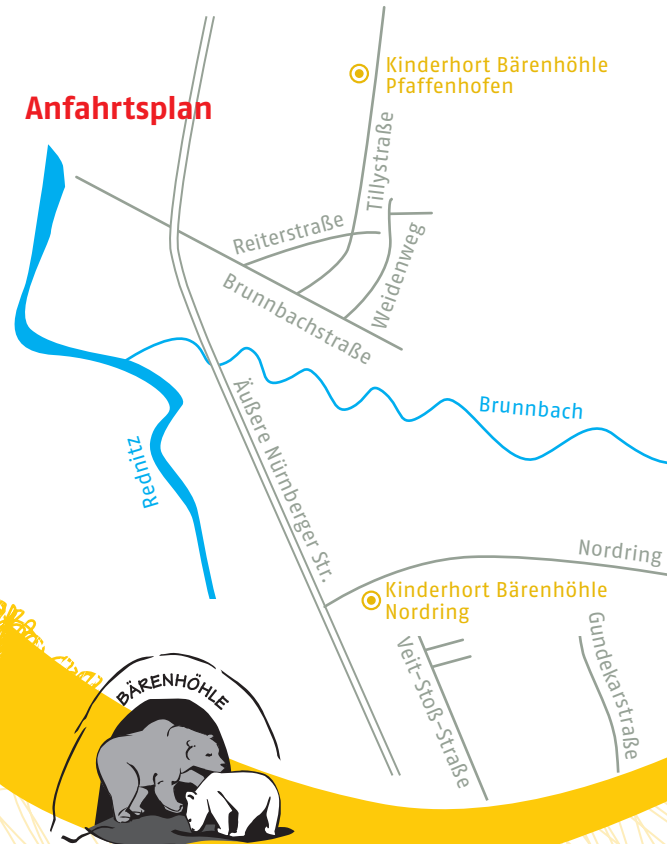 Kinderhort Bärenhöhle
Pfaffenhofen
Anfahrtsplan
Tillystraße
Reiterstraße
Weidenweg
Brunnbachstraße
Äußere Nürnberger Str.
Brunnbach
Rednitz
Nordring
Kinderhort Bärenhöhle
Nordring
Veit-Stoß-Straße
Gundekarstraße
BÄRENHÖHLE